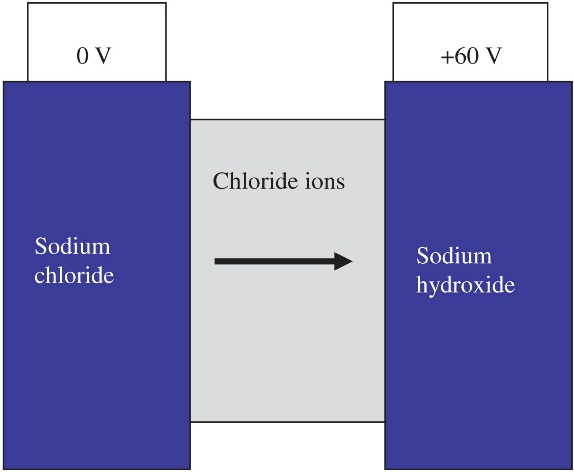 0 V
+60 V
Chloride ions
Sodium
chloride
Sodium
hydroxide